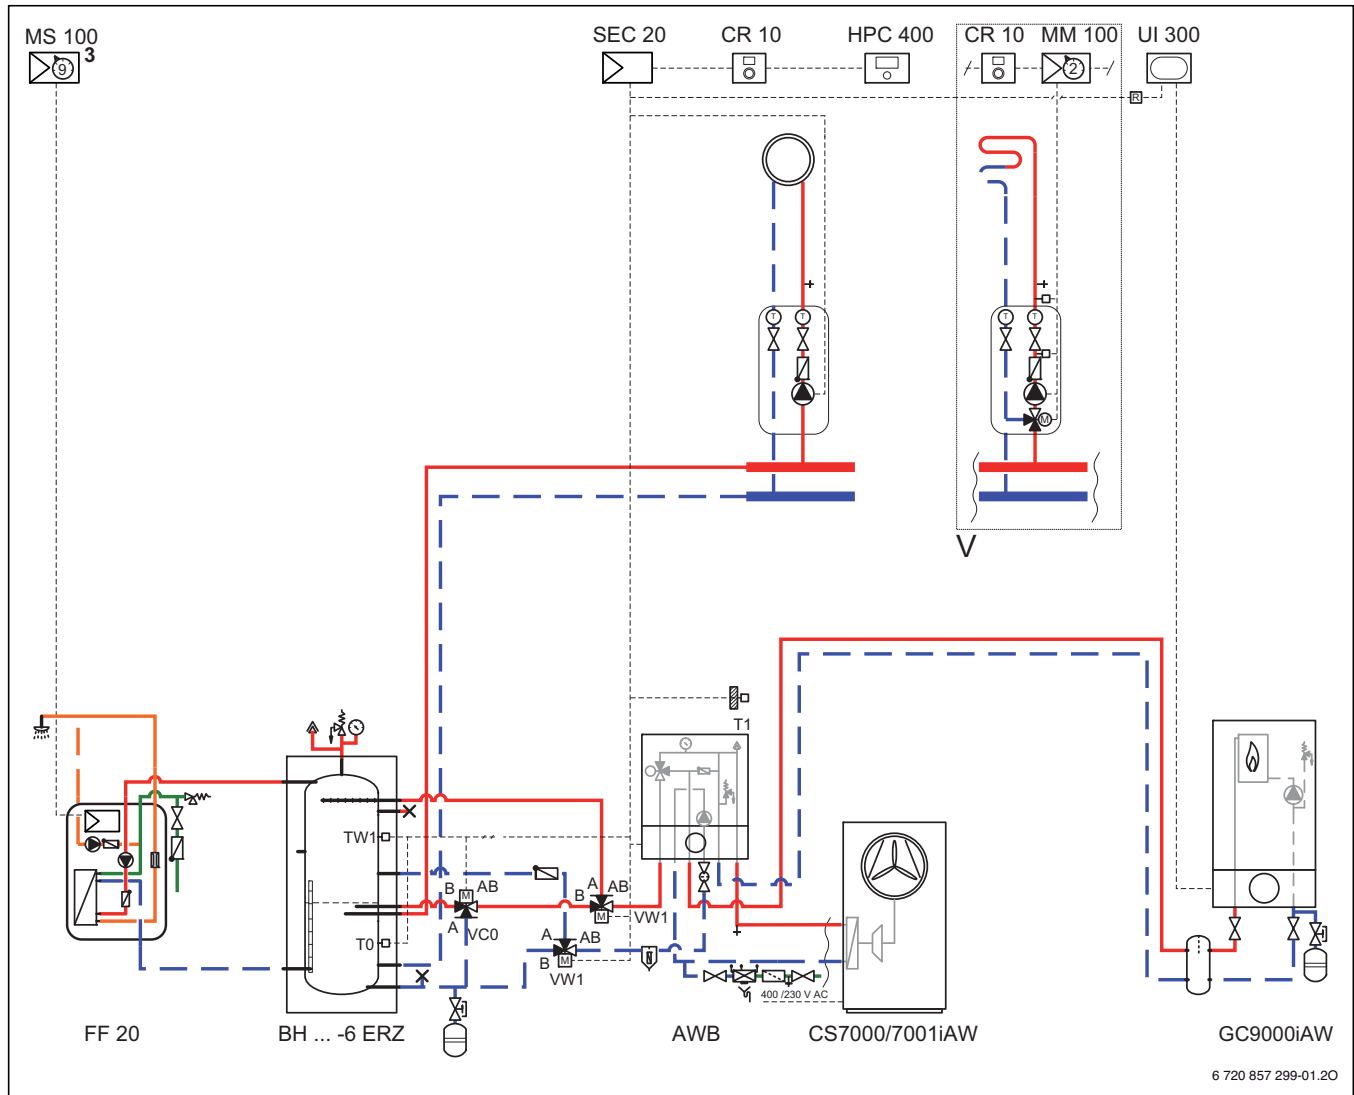 MS 100
3
9
SEC 20
CR 10
HPC 400
CR 10
MM 100
2
UI 300
R
T
T
T
T
M
V
T1
TW1
B
AB
M
A
VC0
A
AB
B
M
VW1
T0
A
AB
B
M
VW1
400 /230 V AC
FF 20
BH ... -6 ERZ
AWB
CS7000/7001iAW
GC9000iAW
6 720 857 299-01.2O